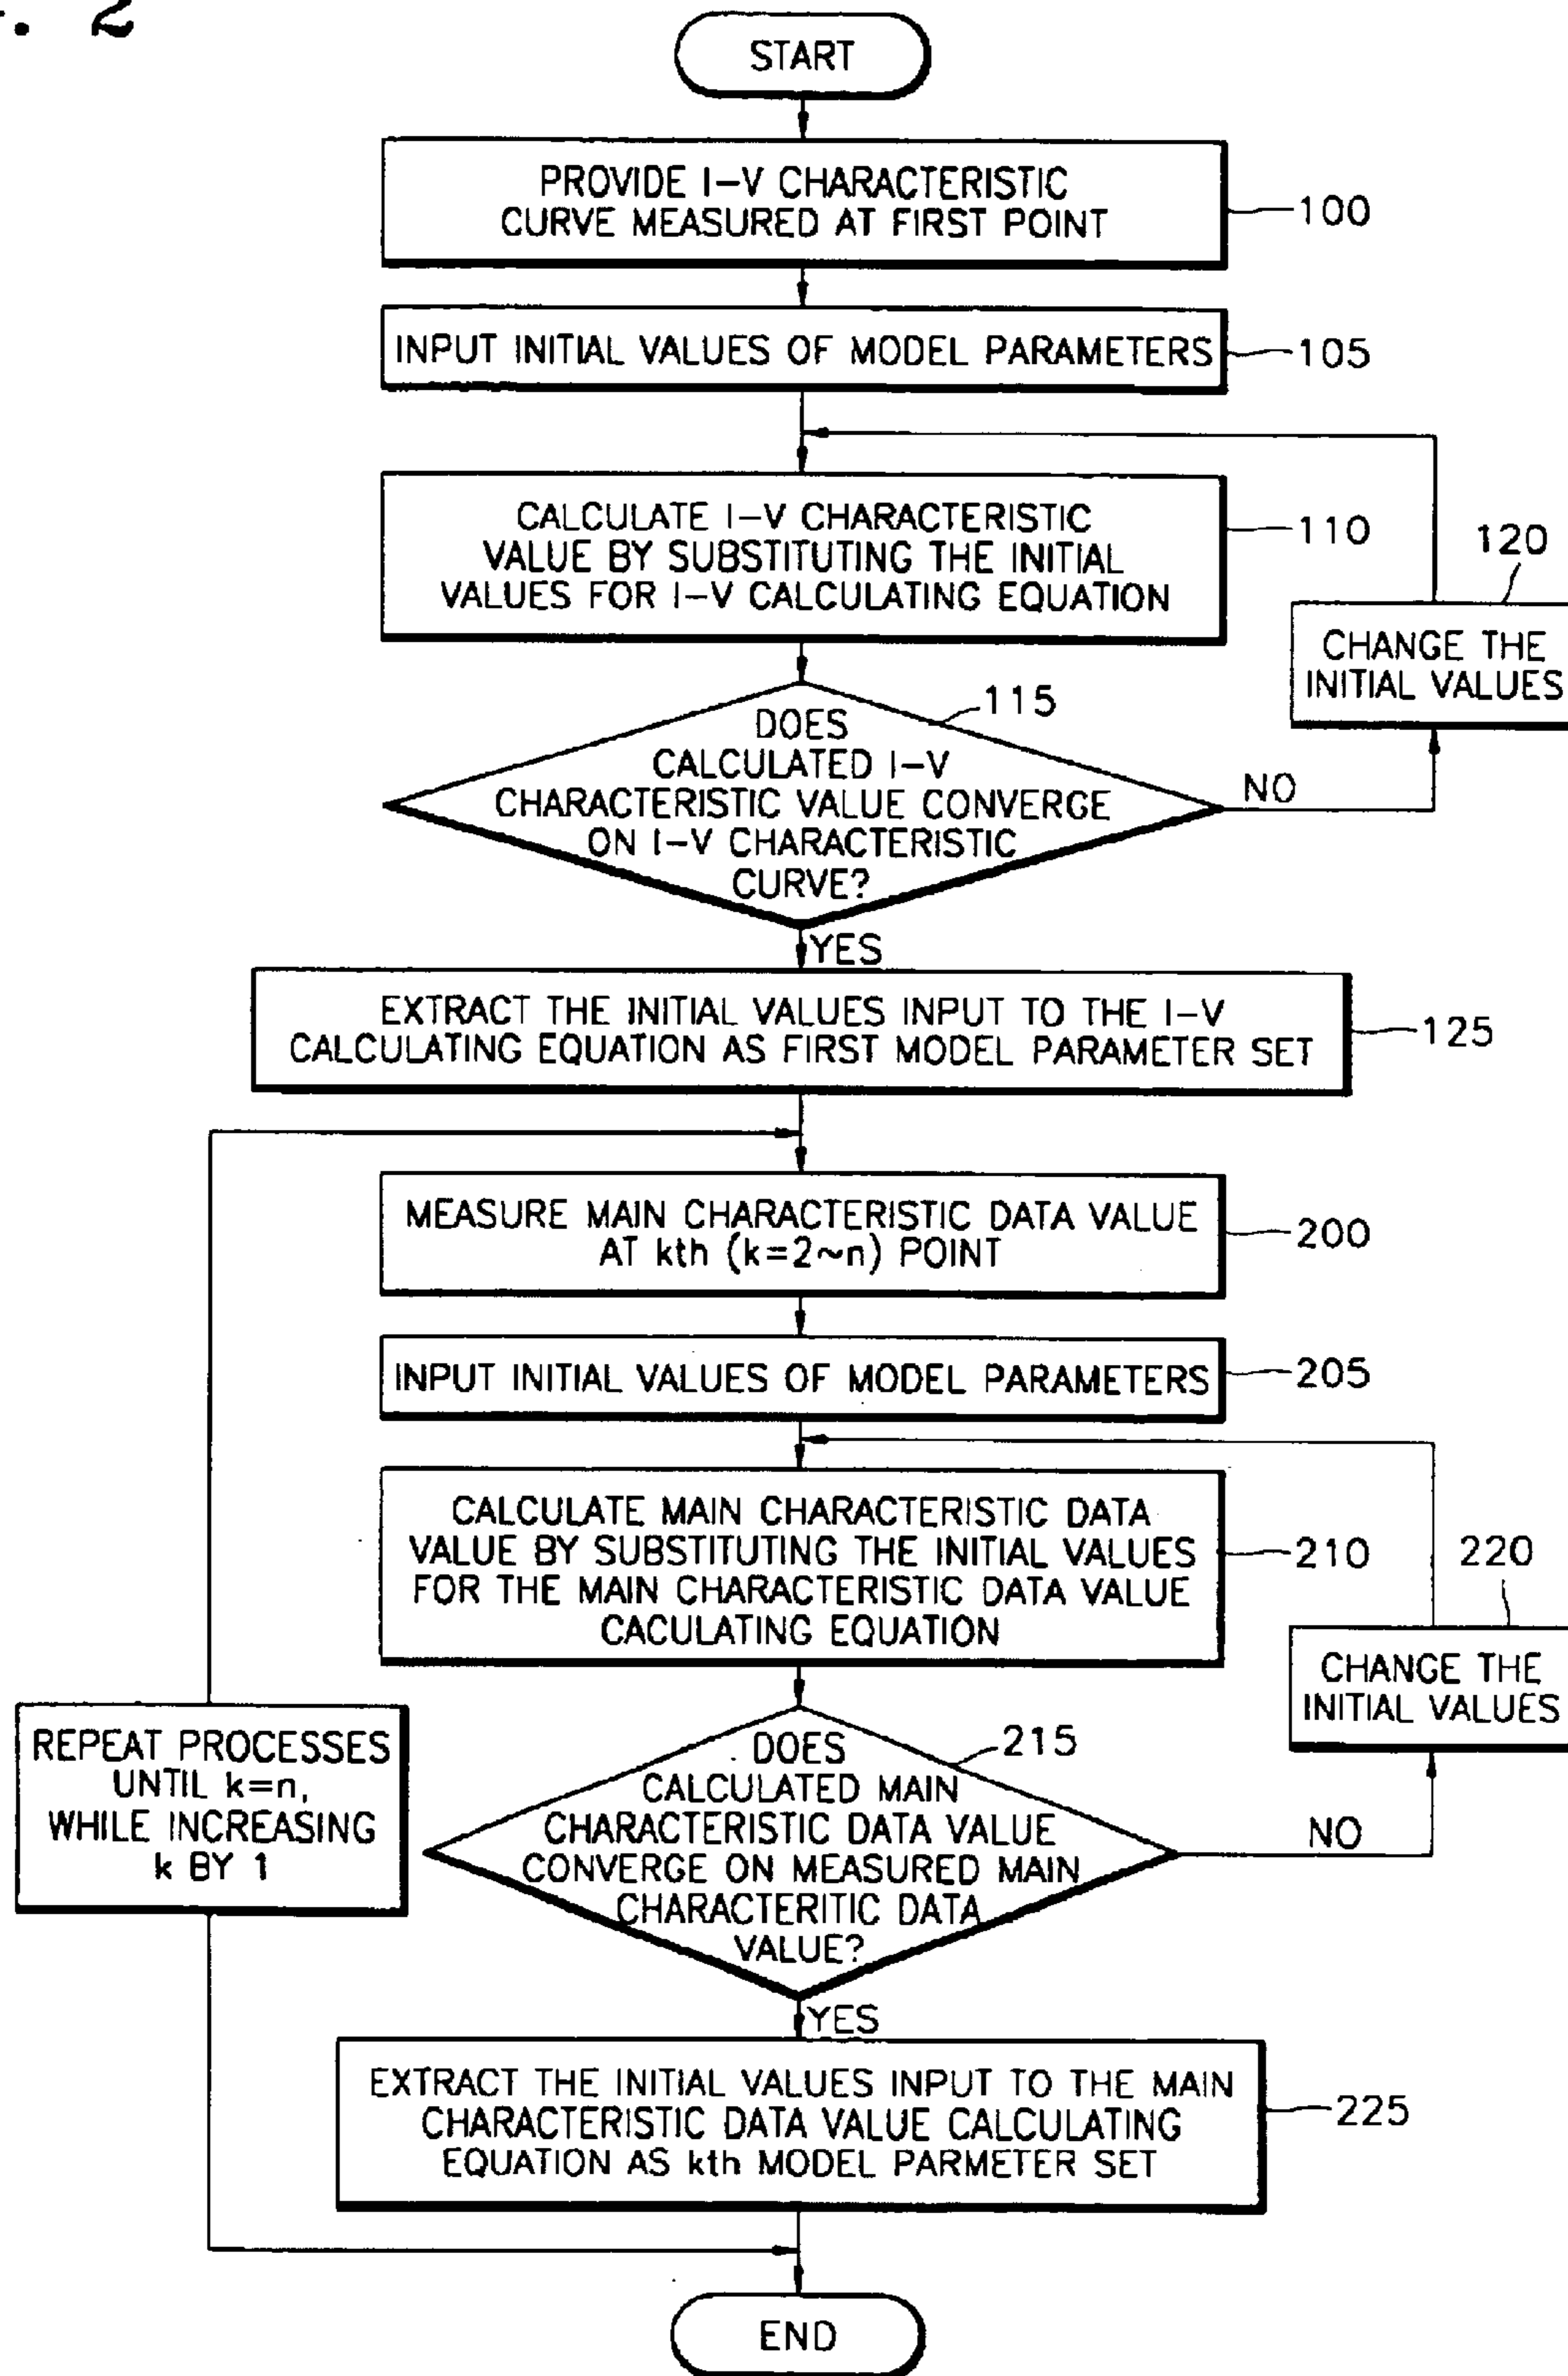 . 2
START
PROVIDE I-V CHARACTERISTIC
CURVE MEASURED AT FIRST POINT
100
INPUT INITIAL VALUES OF MODEL PARAMETERS
105
CALCULATE I-V CHARACTERISTIC
VALUE BY SUBSTITUTING THE INITIAL
VALUES FOR I-V CALCULATING EQUATION
110
120
CHANGE THE
INITIAL VALUES
115
DOES
CALCULATED I-V
CHARACTERISTIC VALUE CONVERGE
ON I-V CHARACTERISTIC
CURVE?
NO
YES
EXTRACT THE INITIAL VALUES INPUT TO THE I-V
CALCULATING EQUATION AS FIRST MODEL PARAMETER SET
125
MEASURE MAIN CHARACTERISTIC DATA VALUE
AT kth (k=2~n) POINT
200
INPUT INITIAL VALUES OF MODEL PARAMETERS
205
CALCULATE MAIN CHARACTERISTIC DATA
VALUE BY SUBSTITUTING THE INITIAL VALUES
FOR THE MAIN CHARACTERISTIC DATA VALUE
CACULATING EQUATION
210
220
CHANGE THE
INITIAL VALUES
REPEAT PROCESSES
UNTIL k=n,
WHILE INCREASING
k BY 1
215
DOES
CALCULATED MAIN
CHARACTERISTIC DATA VALUE
CONVERGE ON MEASURED MAIN
CHARACTERITIC DATA
VALUE?
NO
YES
EXTRACT THE INITIAL VALUES INPUT TO THE MAIN
CHARACTERISTIC DATA VALUE CALCULATING
EQUATION AS kth MODEL PARMETER SET
225
END